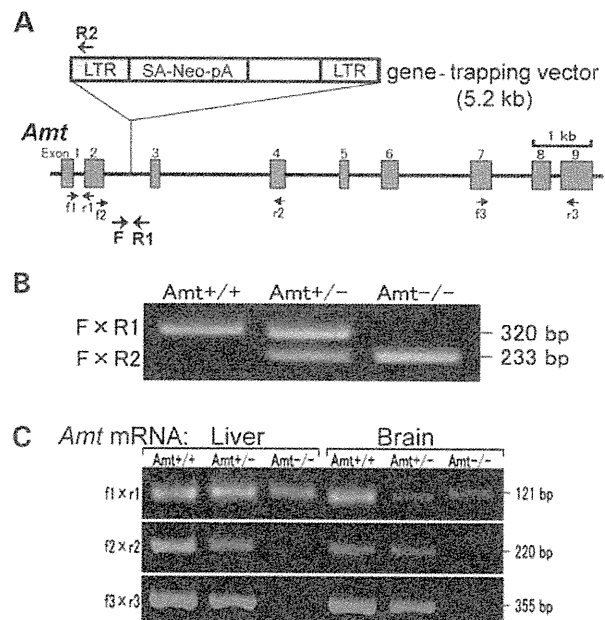 A
R2
LTR SA-Neo-pA LTR gene-trapping vector
(5.2 kb)
Amt
1 kb
Exon 1 2 3 4 5 6 7 8 9
f1 r1 f2 r2 f3 r3
F R1
B
Amt+/+ Amt+/- Amt-/-
F×R1 320 bp
F×R2 233 bp
C Amt mRNA: Liver Brain
Amt+/+ Amt+/- Amt-/- Amt+/+ Amt+/- Amt-/-
f1×r1 121 bp
f2×r2 220 bp
f3×r3 355 bp